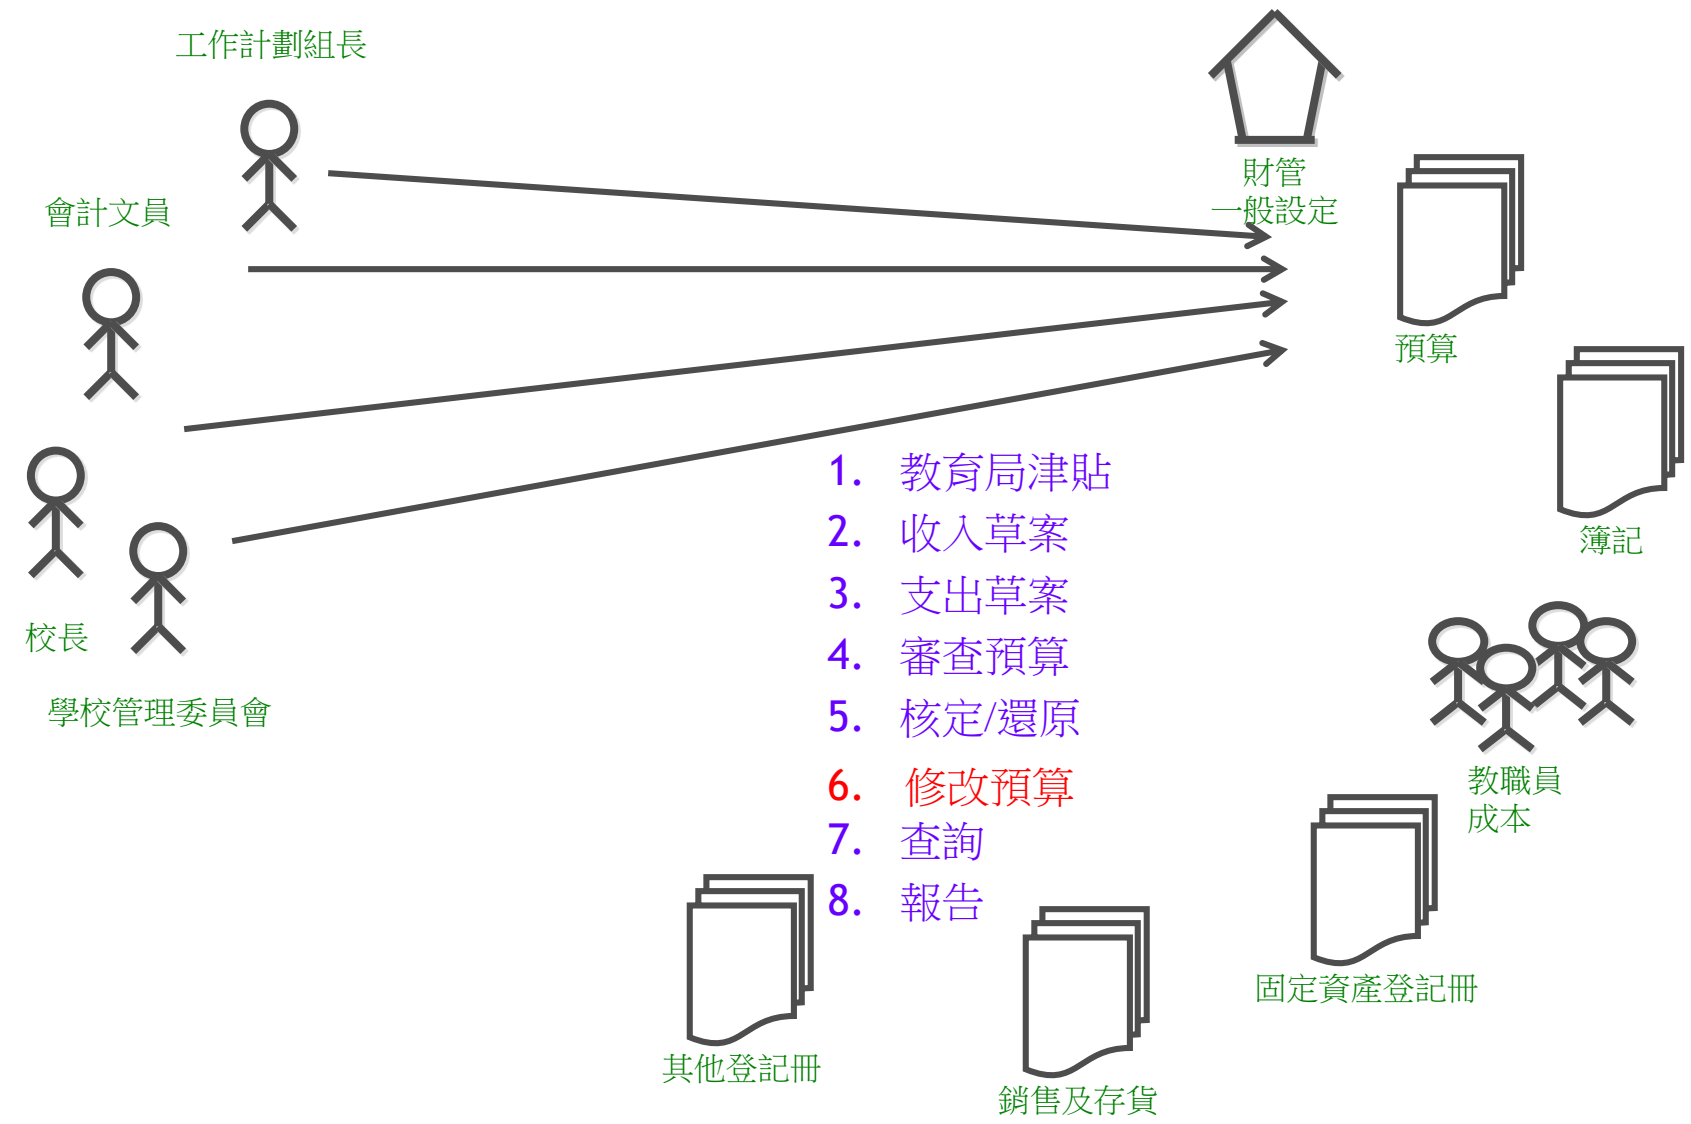 工作計劃組長
會計文員
校長
學校管理委員會
財管
一般設定
預算
簿記
1. 教育局津貼
2. 收入草案
3. 支出草案
4. 審查預算
5. 核定/還原
6. 修改預算
7. 查詢
8. 報告
教職員
成本
固定資產登記冊
其他登記冊
銷售及存貨